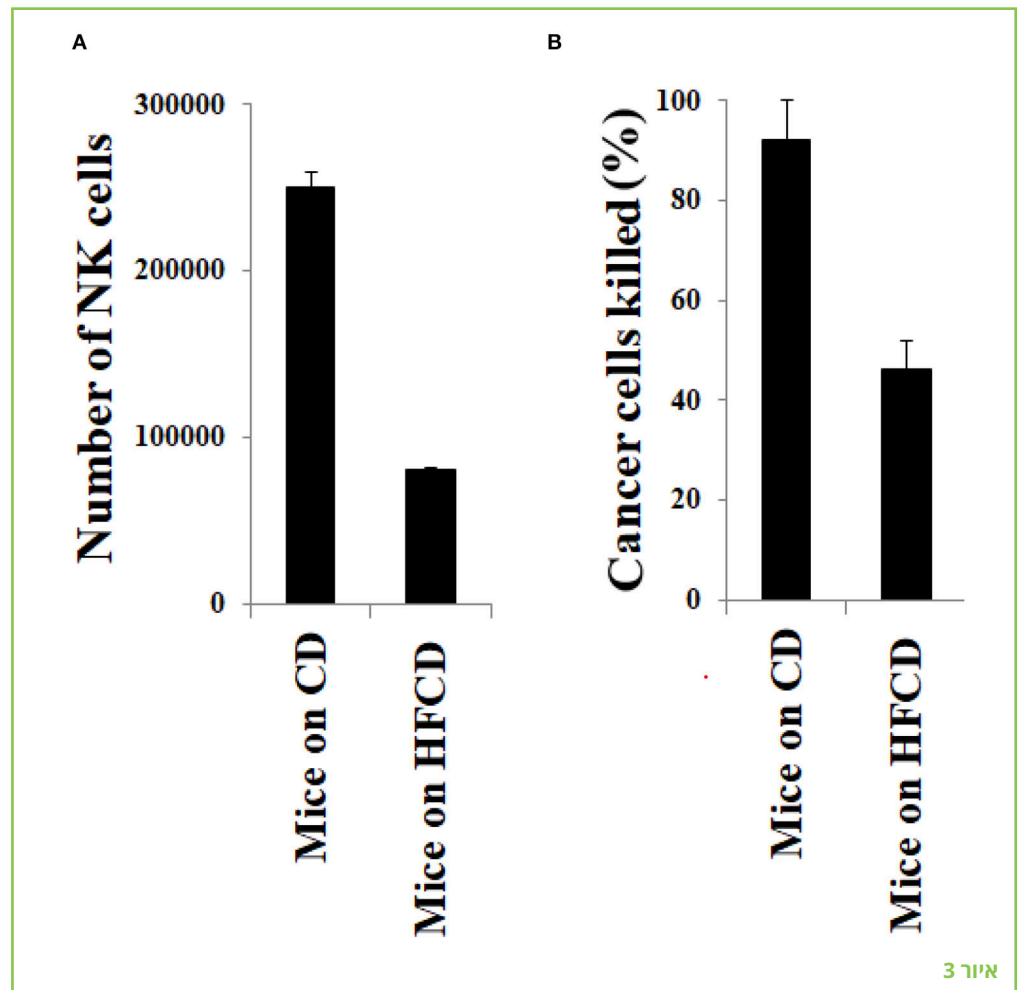 A
Number of NK cells
300000
200000
100000
0
Mice on CD
Mice on HFCD
B
Cancer cells killed (%)
100
80
60
40
20
0
Mice on CD
Mice on HFCD
איור 3